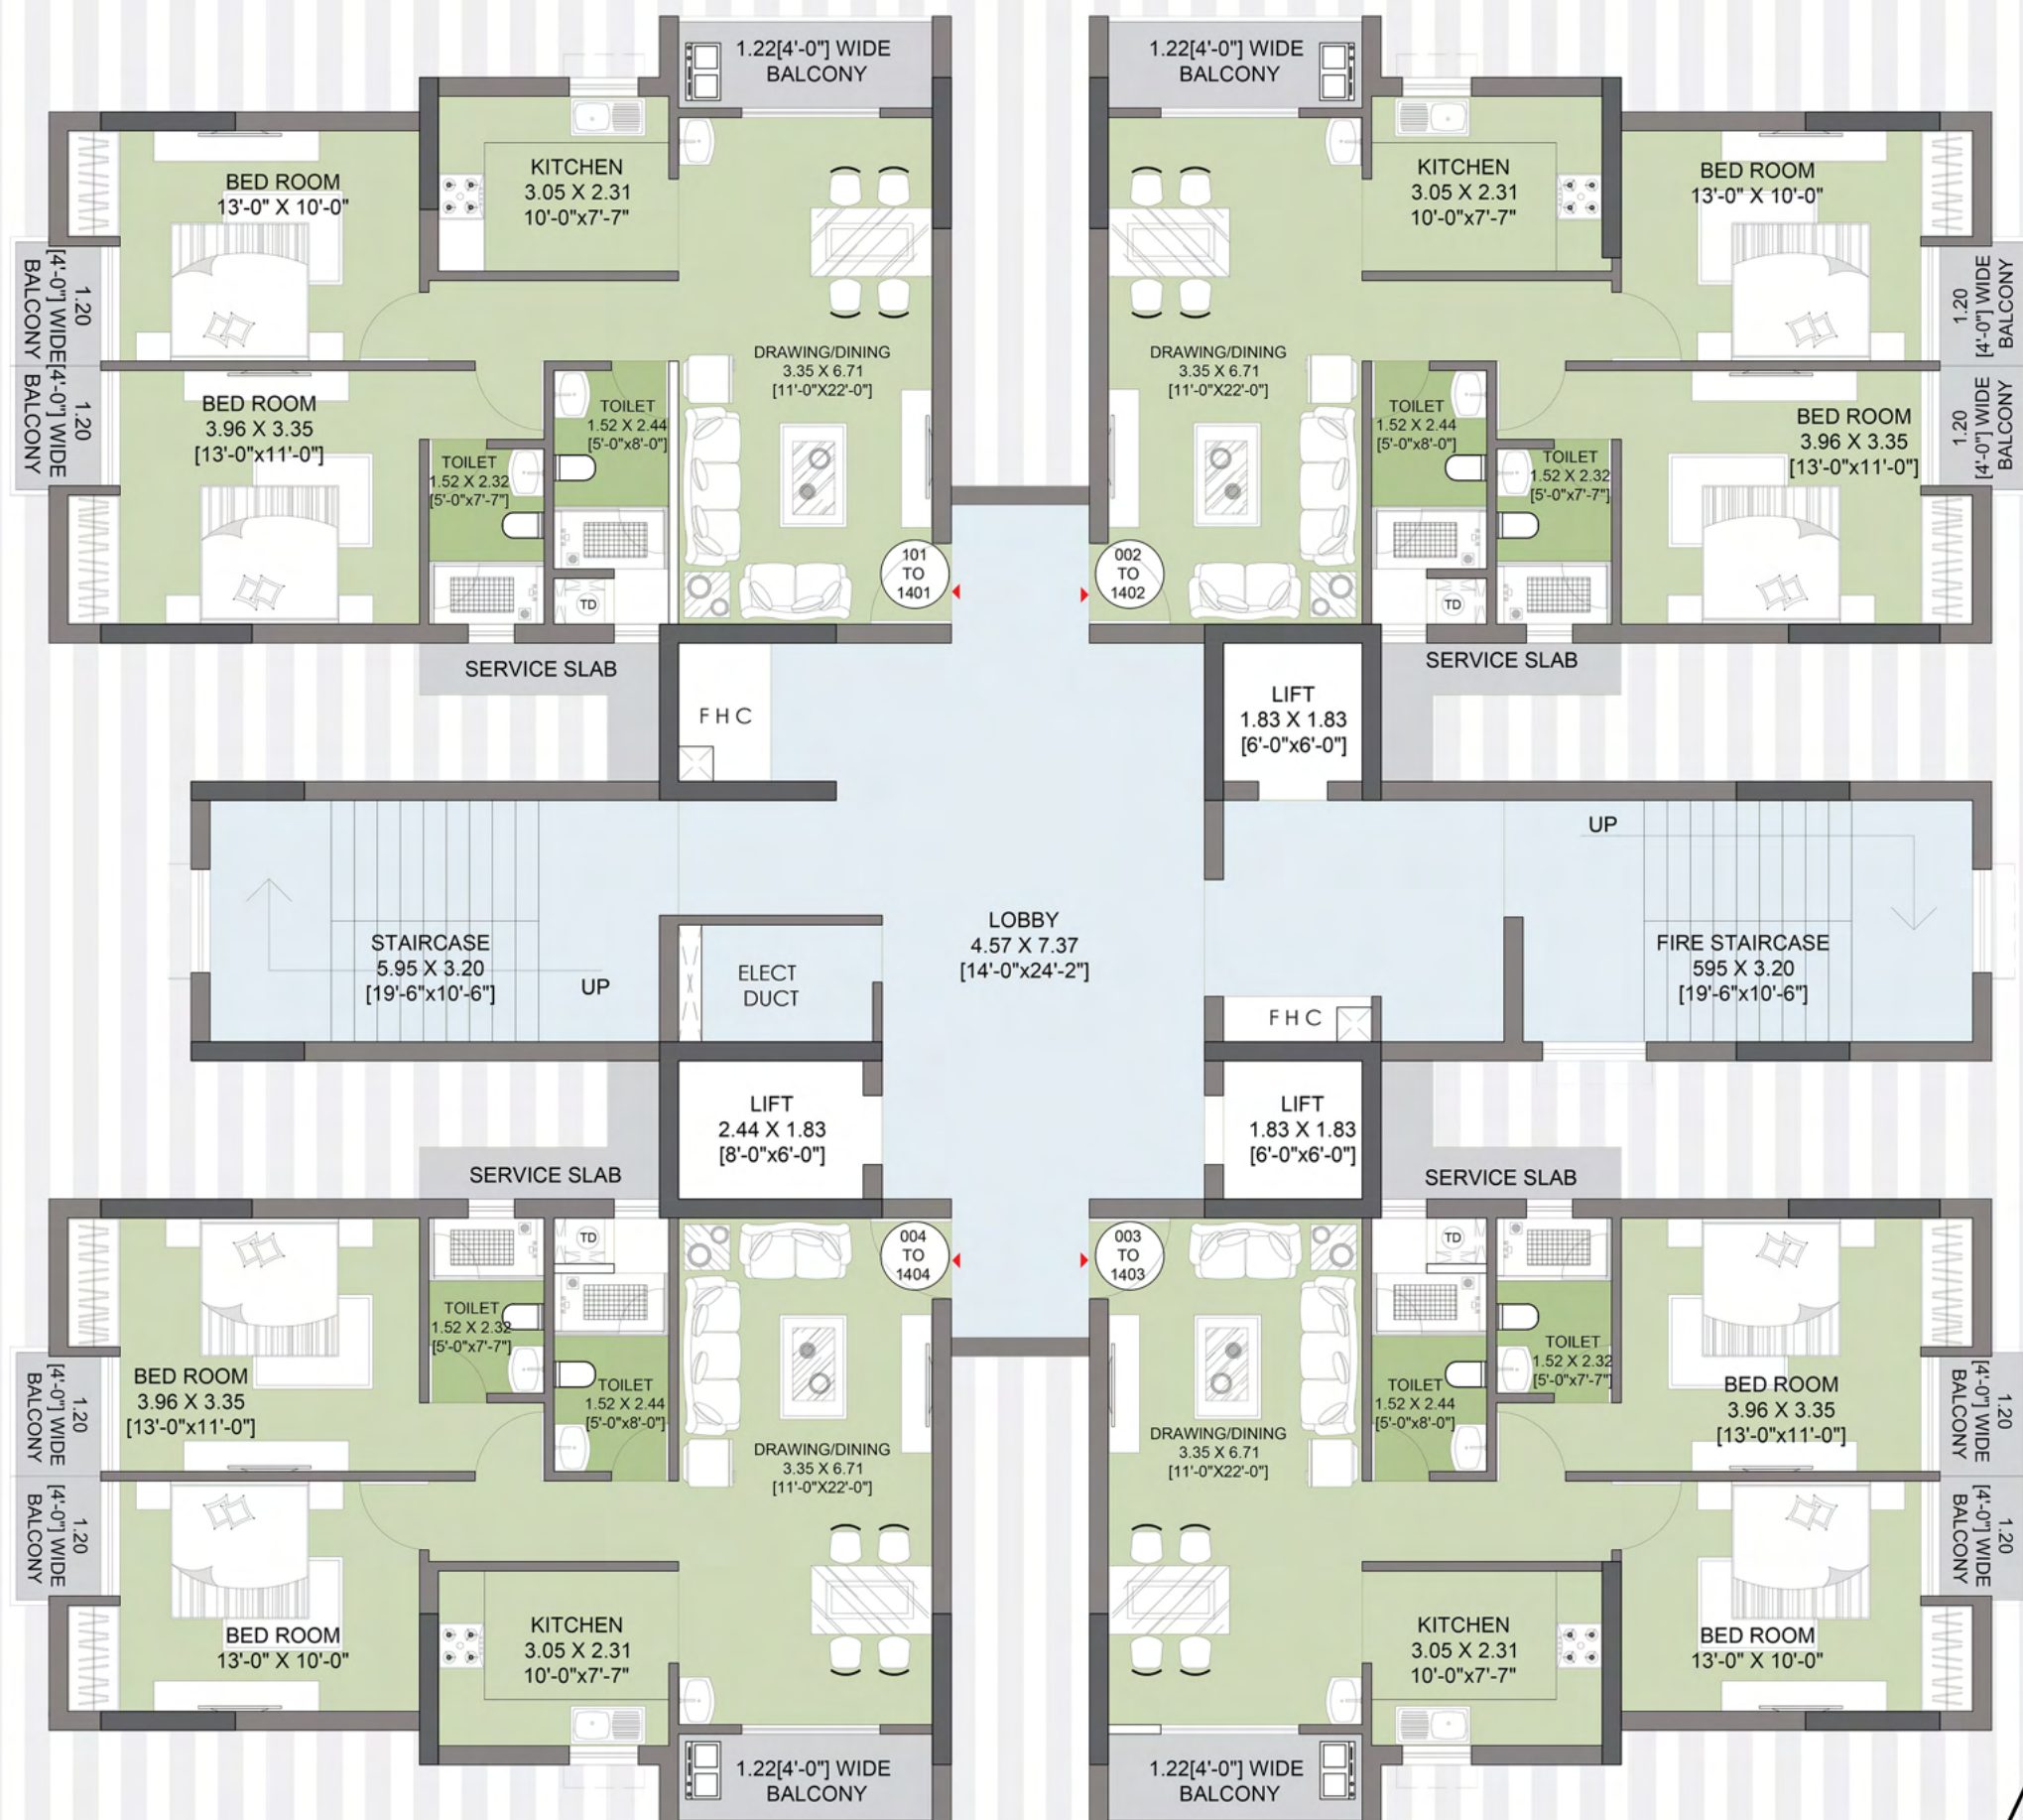 1.22[4'-0"] WIDE
BALCONY
1.22[4'-0"] WIDE
BALCONY
BED ROOM
13'-0" X 10'-0"
KITCHEN
3.05 X 2.31
10'-0"x7'-7"
KITCHEN
3.05 X 2.31
10'-0"x7'-7"
BED ROOM
13'-0" X 10'-0"
1.20
[4'-0"] WIDE
BALCONY
1.20
[4'-0"] WIDE
BALCONY
DRAWING/DINING
3.35 X 6.71
[11'-0"X22'-0"]
DRAWING/DINING
3.35 X 6.71
[11'-0"X22'-0"]
1.20
[4'-0"] WIDE
BALCONY
1.20
[4'-0"] WIDE
BALCONY
BED ROOM
3.96 X 3.35
[13'-0"x11'-0"]
TOILET
1.52 X 2.44
[5'-0"x8'-0"]
TOILET
1.52 X 2.44
[5'-0"x8'-0"]
BED ROOM
3.96 X 3.35
[13'-0"x11'-0"]
TOILET
1.52 X 2.32
[5'-0"x7'-7"]
TOILET
1.52 X 2.32
[5'-0"x7'-7"]
101
TO
1401
002
TO
1402
TD
TD
SERVICE SLAB
SERVICE SLAB
FHC
LIFT
1.83 X 1.83
[6'-0"x6'-0"]
UP
STAIRCASE
5.95 X 3.20
[19'-6"x10'-6"]
UP
ELECT
DUCT
LOBBY
4.57 X 7.37
[14'-0"x24'-2"]
FIRE STAIRCASE
595 X 3.20
[19'-6"x10'-6"]
FHC
LIFT
2.44 X 1.83
[8'-0"x6'-0"]
LIFT
1.83 X 1.83
[6'-0"x6'-0"]
SERVICE SLAB
SERVICE SLAB
TD
TD
004
TO
1404
003
TO
1403
TOILET
1.52 X 2.32
[5'-0"x7'-7"]
TOILET
1.52 X 2.32
[5'-0"x7'-7"]
BED ROOM
3.96 X 3.35
[13'-0"x11'-0"]
TOILET
1.52 X 2.44
[5'-0"x8'-0"]
TOILET
1.52 X 2.44
[5'-0"x8'-0"]
BED ROOM
3.96 X 3.35
[13'-0"x11'-0"]
1.20
[4'-0"] WIDE
BALCONY
1.20
[4'-0"] WIDE
BALCONY
DRAWING/DINING
3.35 X 6.71
[11'-0"X22'-0"]
DRAWING/DINING
3.35 X 6.71
[11'-0"X22'-0"]
1.20
[4'-0"] WIDE
BALCONY
1.20
[4'-0"] WIDE
BALCONY
BED ROOM
13'-0" X 10'-0"
KITCHEN
3.05 X 2.31
10'-0"x7'-7"
KITCHEN
3.05 X 2.31
10'-0"x7'-7"
BED ROOM
13'-0" X 10'-0"
1.22[4'-0"] WIDE
BALCONY
1.22[4'-0"] WIDE
BALCONY